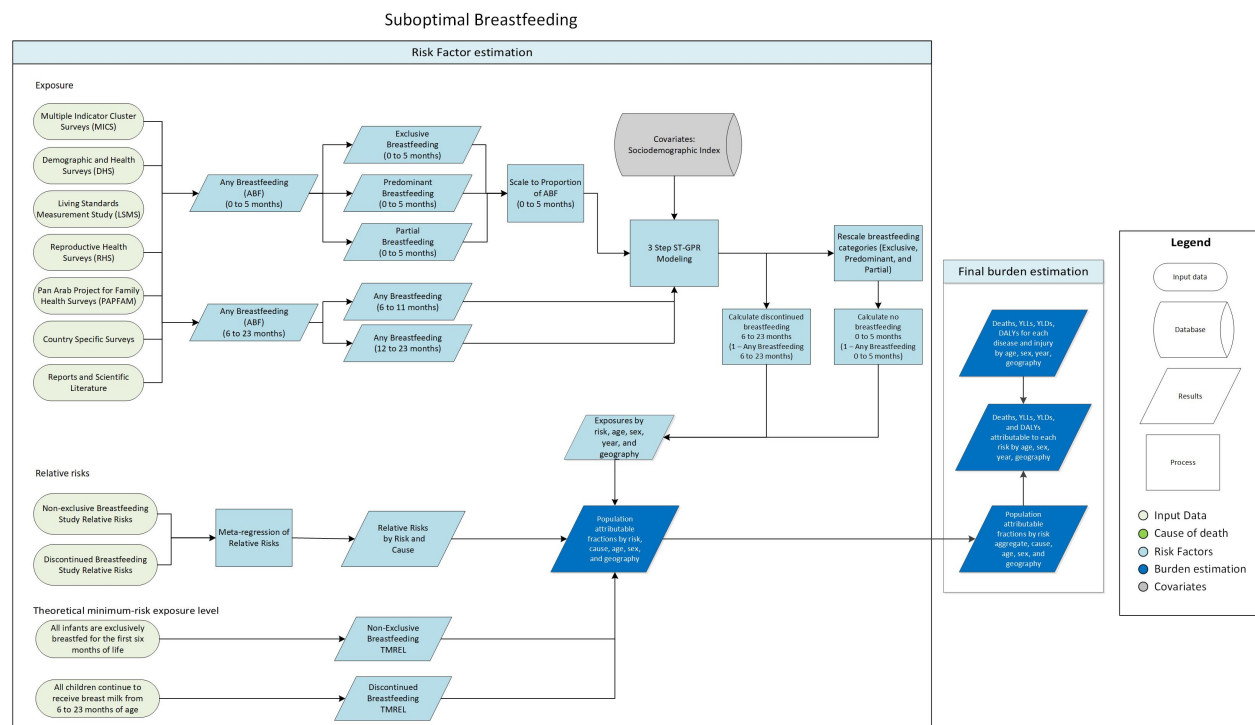 Suboptimal Breastfeeding
Risk Factor estimation
Exposure
Multiple Indicator Cluster
Surveys (MICS)
Demographic and Health
Surveys (DHS)
Living Standards
Measurement Study (LSMS)
Reproductive Health
Surveys (RHS)
Pan Arab Project for Family
Health Surveys (PAPFAM)
Country Specific Surveys
Reports and Scientific
Literature
Any Breastfeeding
(ABF)
(0 to 5 months)
Any Breastfeeding
(ABF)
(6 to 23 months)
Exclusive
Breastfeeding
(0 to 5 months)
Predominant
Breastfeeding
(0 to 5 months)
Partial
Breastfeeding
(0 to 5 months)
Any Breastfeeding
(6 to 11 months)
Any Breastfeeding
(12 to 23 months)
Scale to Proportion
of ABF
(0 to 5 months)
Covariates:
Sociodemographic Index
3 Step ST-GPR
Modeling
Rescale breastfeeding
categories (Exclusive,
Predominant, and
Partial)
Calculate discontinued
breastfeeding
6 to 23 months
(1 – Any Breastfeeding
6 to 23 months)
Calculate no
breastfeeding
0 to 5 months
(1 – Any Breastfeeding
0 to 5 months)
Exposures by
risk, age, sex,
year, and
geography
Relative risks
Non-exclusive Breastfeeding
Study Relative Risks
Discontinued Breastfeeding
Study Relative Risks
Meta-regression of
Relative Risks
Relative Risks
by Risk and
Cause
Population
attributable
fractions by risk,
cause, age, sex,
and geography
Theoretical minimum-risk exposure level
All infants are exclusively
breastfed for the first six
months of life
Non-Exclusive
Breastfeeding
TMREL
All children continue to
receive breast milk from
6 to 23 months of age
Discontinued
Breastfeeding
TMREL
Final burden estimation
Deaths, YLLs, YLDs,
DALYs for each
disease and injury
by age, sex, year,
geography
Deaths, YLLs, YLDs,
and DALYs
attributable to each
risk by age, sex,
year, geography
Population
attributable
fractions by risk
aggregate, cause,
age, sex, and
geography
Legend
Input data
Database
Results
Process
Input Data
Cause of death
Risk Factors
Burden estimation
Covariates